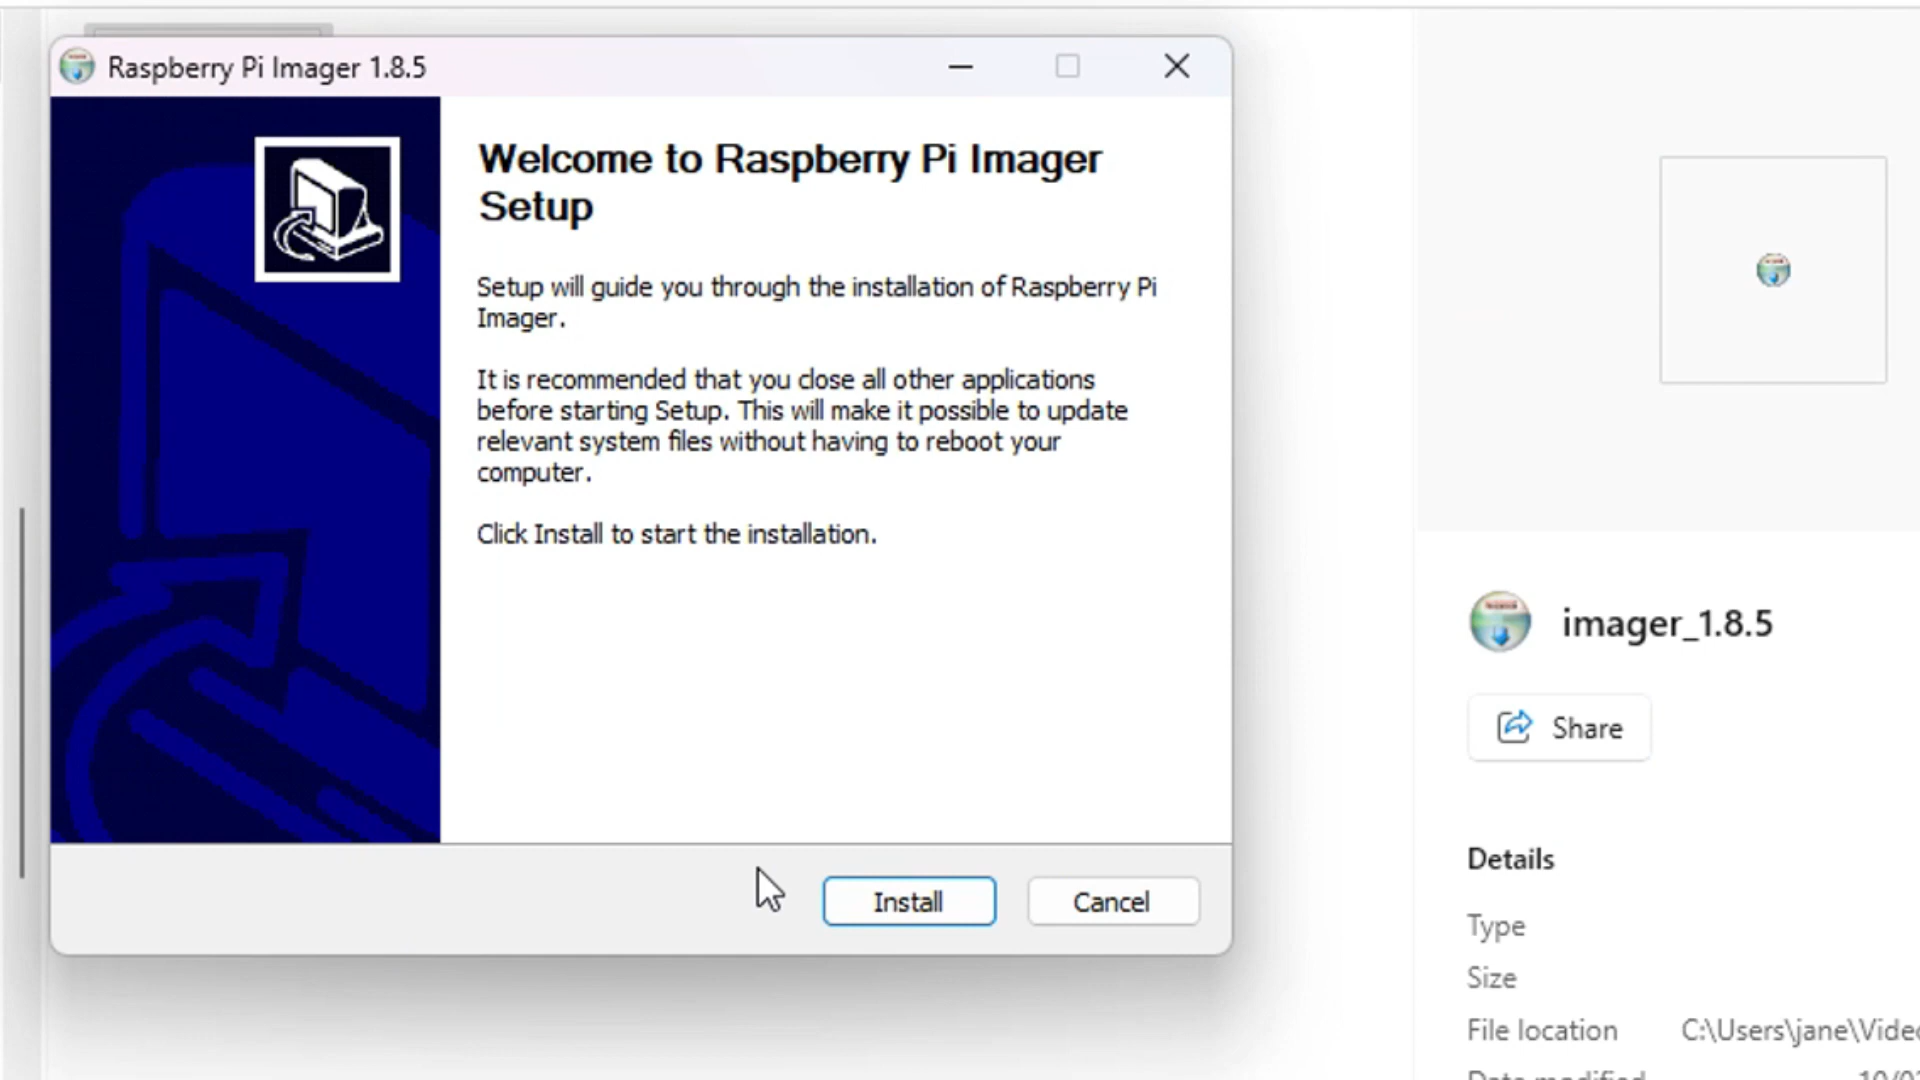 Raspberry Pi Imager 1.8.5
Welcome to Raspberry Pi Imager
Setup
Setup will guide you through the installation of Raspberry Pi
Imager.
It is recommended that you close all other applications
before starting Setup. This will make it possible to update
relevant system files without having to reboot your
computer.
Click Install to start the installation.
Install
Cancel
imager_1.8.5
Share
Details
Type
Size
File location C:\Users\jane\Video
Date modified